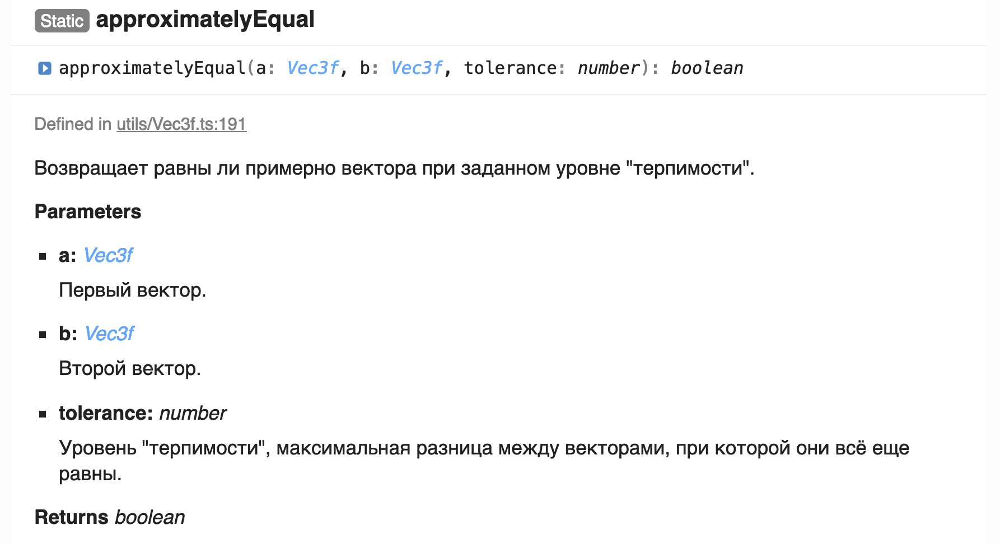 Static approximatelyEqual
approximatelyEqual(a: Vec3f, b: Vec3f, tolerance: number): boolean
Defined in utils/Vec3f.ts:191
Возвращает равны ли примерно вектора при заданном уровне "терпимости".
Parameters
a: Vec3f
Первый вектор.
b: Vec3f
Второй вектор.
tolerance: number
Уровень "терпимости", максимальная разница между векторами, при которой они всё еще
равны.
Returns boolean